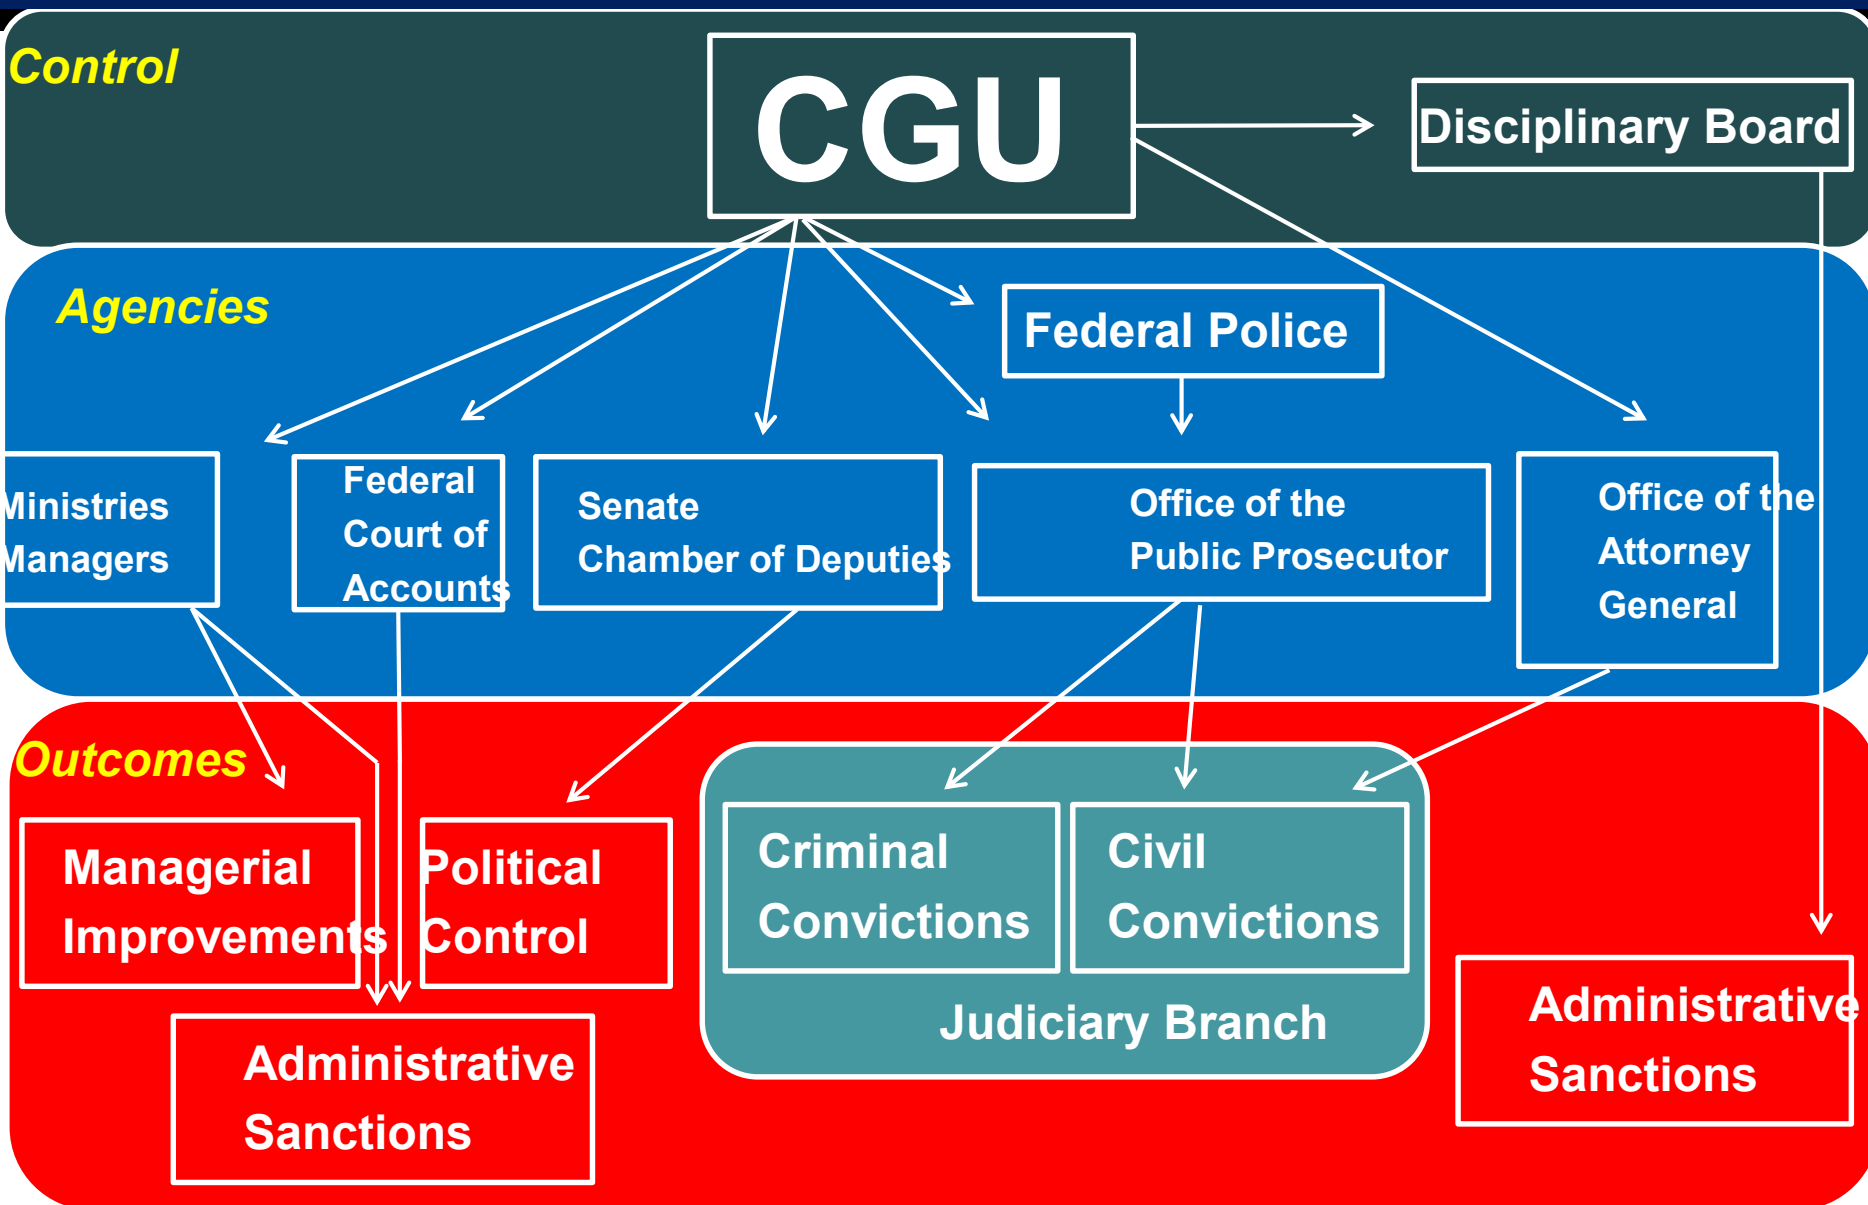 Control
CGU
Disciplinary Board
Agencies
Federal Police
Ministries
Managers
Federal
Court of
Accounts
Senate
Chamber of Deputies
Office of the
Public Prosecutor
Office of the
Attorney
General
Outcomes
Managerial
Improvements
Political
Control
Criminal
Convictions
Civil
Convictions
Judiciary Branch
Administrative
Sanctions
Administrative
Sanctions